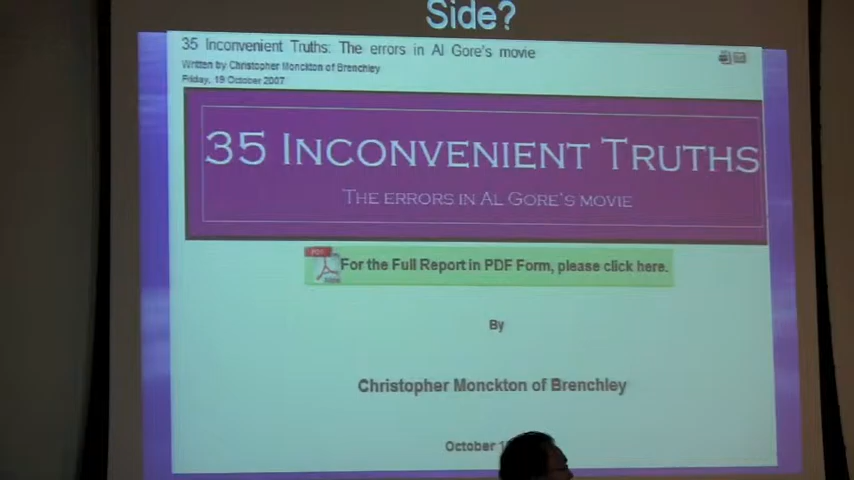 Side?
35 Inconvenient Truths: The errors in Al Gore's movie
Written by Christopher Monckton of Brenchley
Friday, 19 October 2007
35 INCONVENIENT TRUTHS
THE ERRORS IN AL GORE'S MOVIE
PDF
For the Full Report in PDF Form, please click here.
By
Christopher Monckton of Brenchley
October